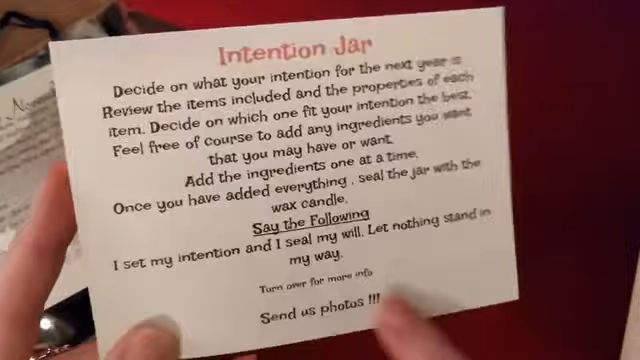 Intention Jar
Decide on what your intention for the next year is
Review the items included and the properties of each
item. Decide on which one fit your intention the best.
Feel free of course to add any ingredients you want
that you may have or want.
Add the ingredients one at a time.
Once you have added everything , seal the jar with the
wax candle.
Say the Following
I set my intention and I seal my will. Let nothing stand in
my way.
Turn over for more info
Send us photos !!!